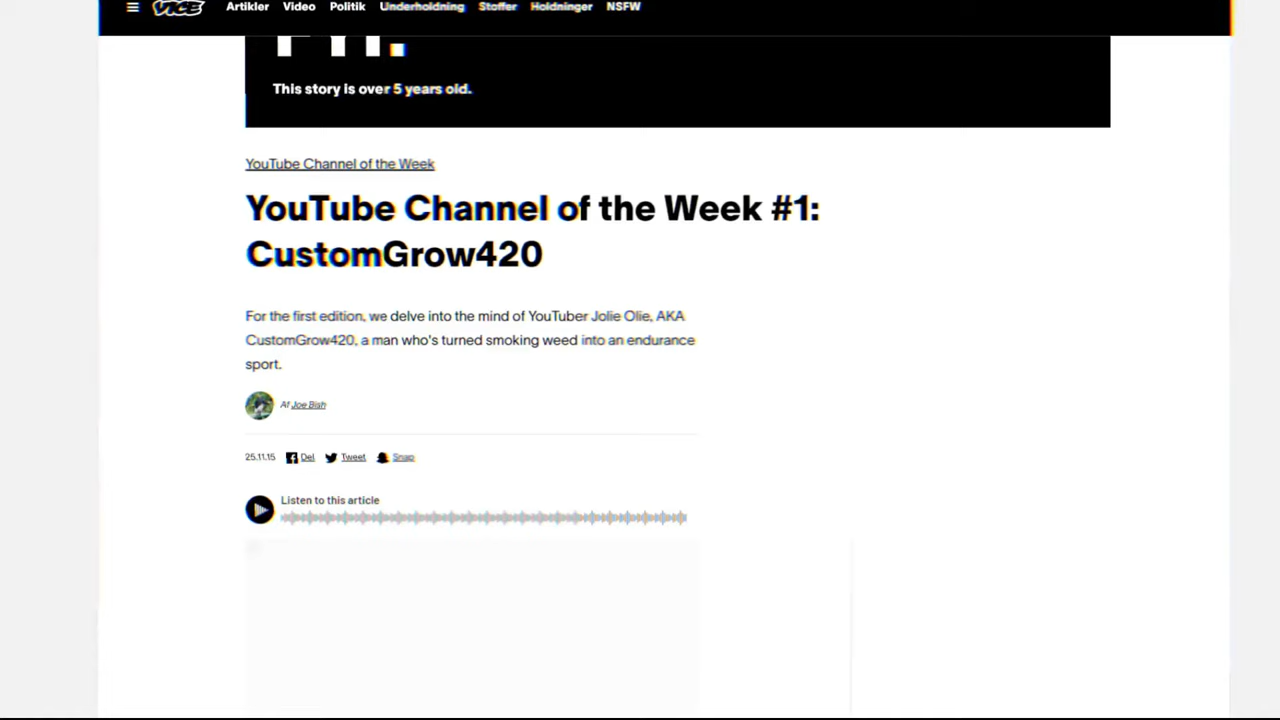 VICE Artikler Video Politik Underholdning Stoffer Holdninger NSFW
This story is over 5 years old.
YouTube Channel of the Week
YouTube Channel of the Week #1:
CustomGrow420
For the first edition, we delve into the mind of YouTuber Jolie Olie, AKA
CustomGrow420, a man who's turned smoking weed into an endurance
sport.
Af Joe Bish
25.11.15 Del Tweet Snap
Listen to this article